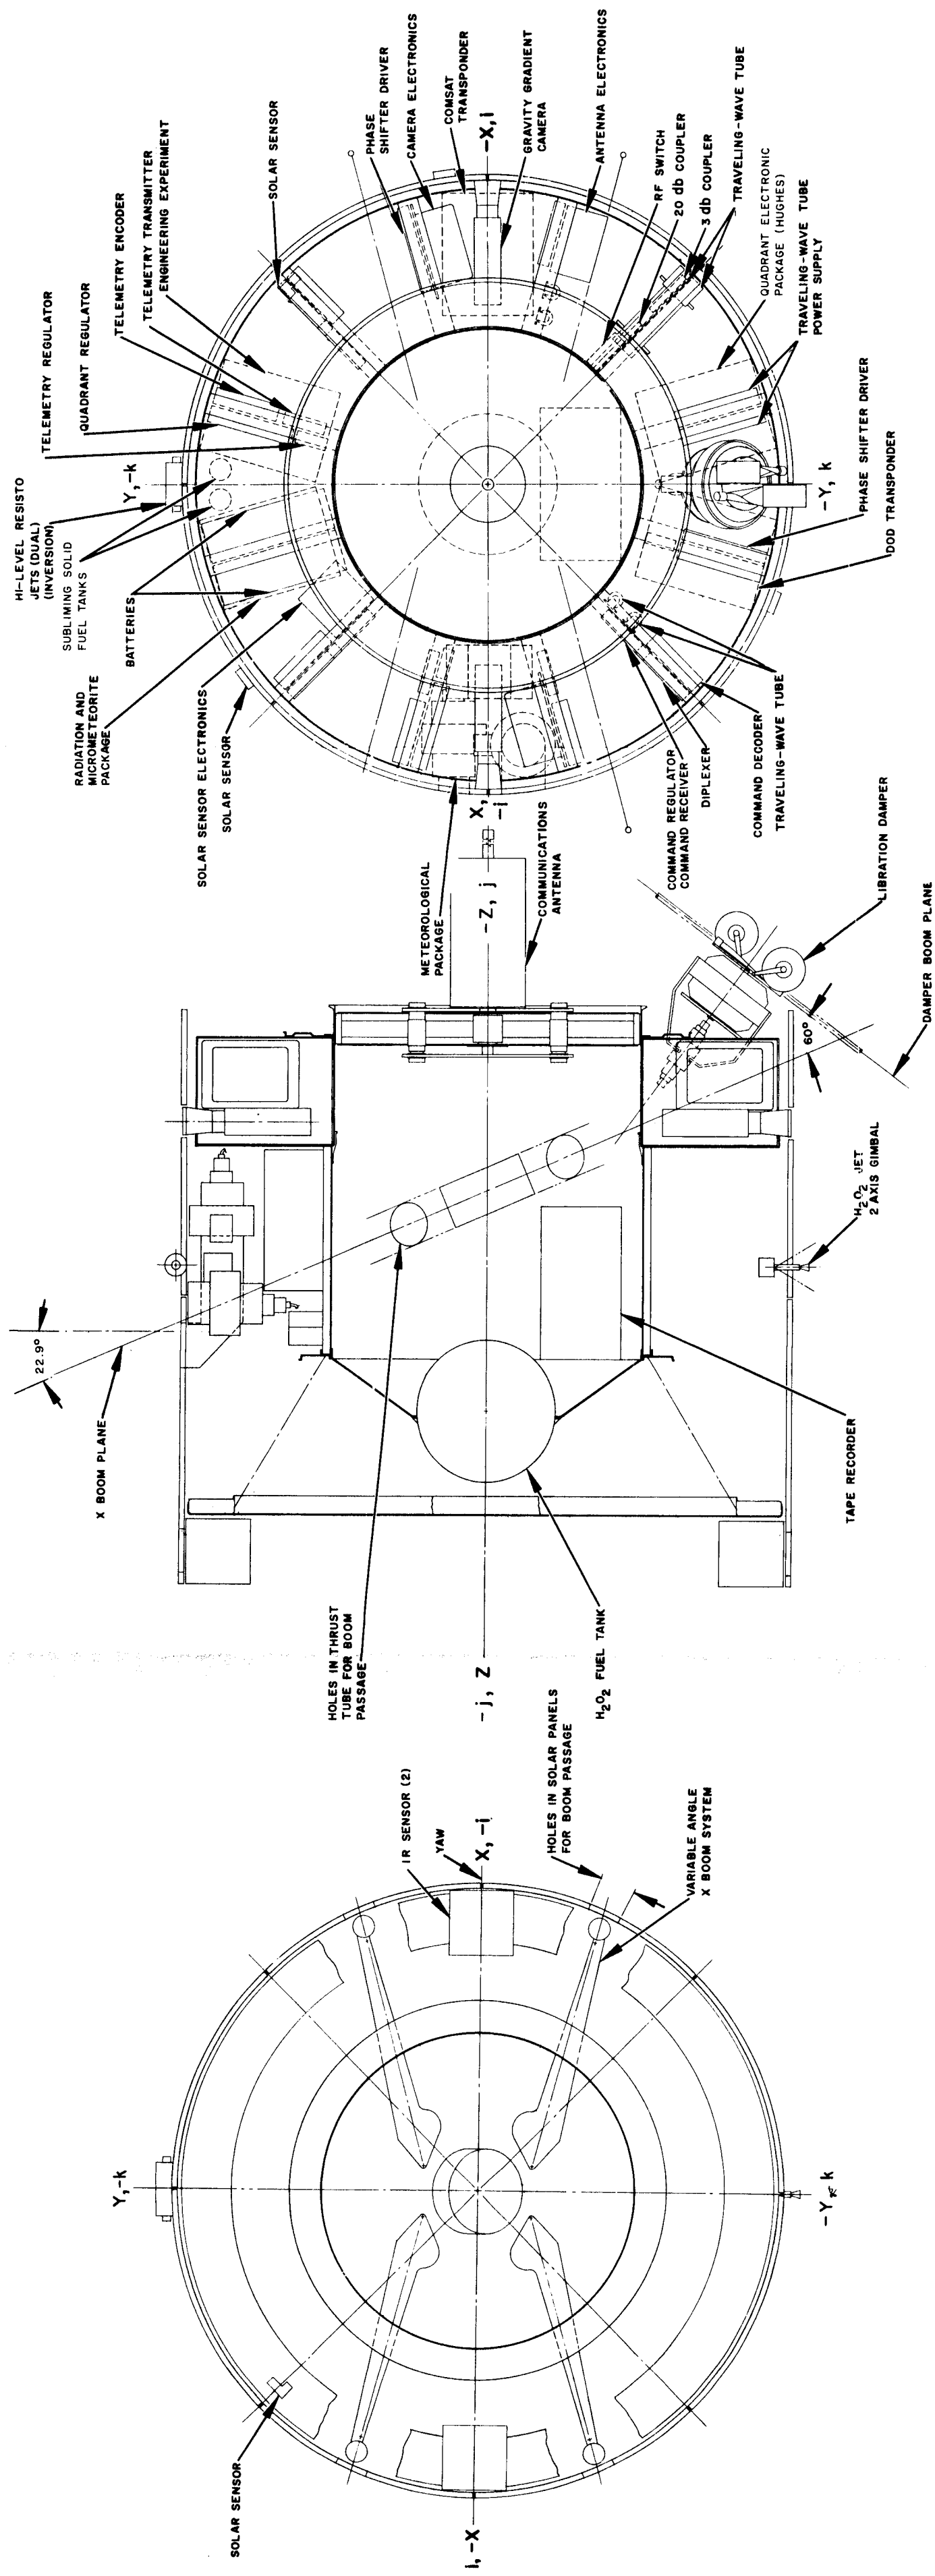 SOLAR SENSOR
i, -X
Y, -k
-Y, k
IR SENSOR (2)
YAW
X, -i
HOLES IN SOLAR PANELS
FOR BOOM PASSAGE
VARIABLE ANGLE
X BOOM SYSTEM
HOLES IN THRUST
TUBE FOR BOOM
PASSAGE
-j, Z
H2O2 FUEL TANK
X BOOM PLANE
22.9°
TAPE RECORDER
H2O2 JET
2 AXIS GIMBAL
60°
DAMPER BOOM PLANE
LIBRATION DAMPER
-Z, j
COMMUNICATIONS
ANTENNA
METEOROLOGICAL
PACKAGE
X,
-i
SOLAR SENSOR ELECTRONICS
SOLAR SENSOR
RADIATION AND
MICROMETEORITE
PACKAGE
BATTERIES
SUBLIMING SOLID
FUEL TANKS
HI-LEVEL RESISTO
JETS (DUAL)
(INVERSION)
Y,-k
TELEMETRY REGULATOR
QUADRANT REGULATOR
TELEMETRY ENCODER
TELEMETRY TRANSMITTER
ENGINEERING EXPERIMENT
SOLAR SENSOR
PHASE
SHIFTER DRIVER
CAMERA ELECTRONICS
COMSAT
TRANSPONDER
-X,i
GRAVITY GRADIENT
CAMERA
ANTENNA ELECTRONICS
RF SWITCH
20 db COUPLER
3 db COUPLER
TRAVELING-WAVE TUBE
QUADRANT ELECTRONIC
PACKAGE (HUGHES)
TRAVELING-WAVE TUBE
POWER SUPPLY
-Y, k
PHASE SHIFTER DRIVER
DOD TRANSPONDER
COMMAND REGULATOR
COMMAND RECEIVER
DIPLEXER
COMMAND DECODER
TRAVELING-WAVE TUBE